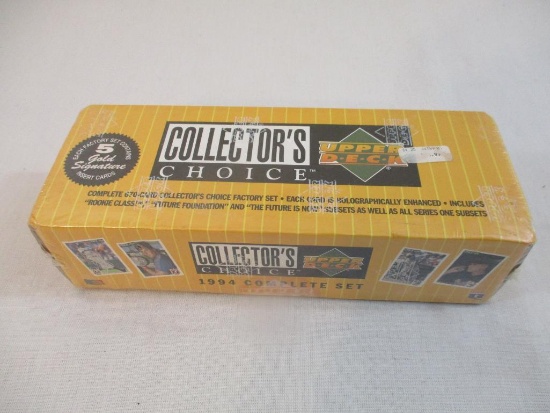 EACH FACTORY SET CONTAINS
5
Gold
Signature
INSERT CARDS
COLLECTOR'S
CHOICE™
UPPER
DECK
COMPLETE 670-CARD COLLECTOR'S CHOICE FACTORY SET • EACH CARD IS HOLOGRAPHICALLY ENHANCED • INCLUDES
"ROOKIE CLASS," "FUTURE FOUNDATION" AND "THE FUTURE IS NOW" SUBSETS AS WELL AS ALL SERIES ONE SUBSETS
COLLECTOR'S
CHOICE
UPPER
DECK
1994 COMPLETE SET